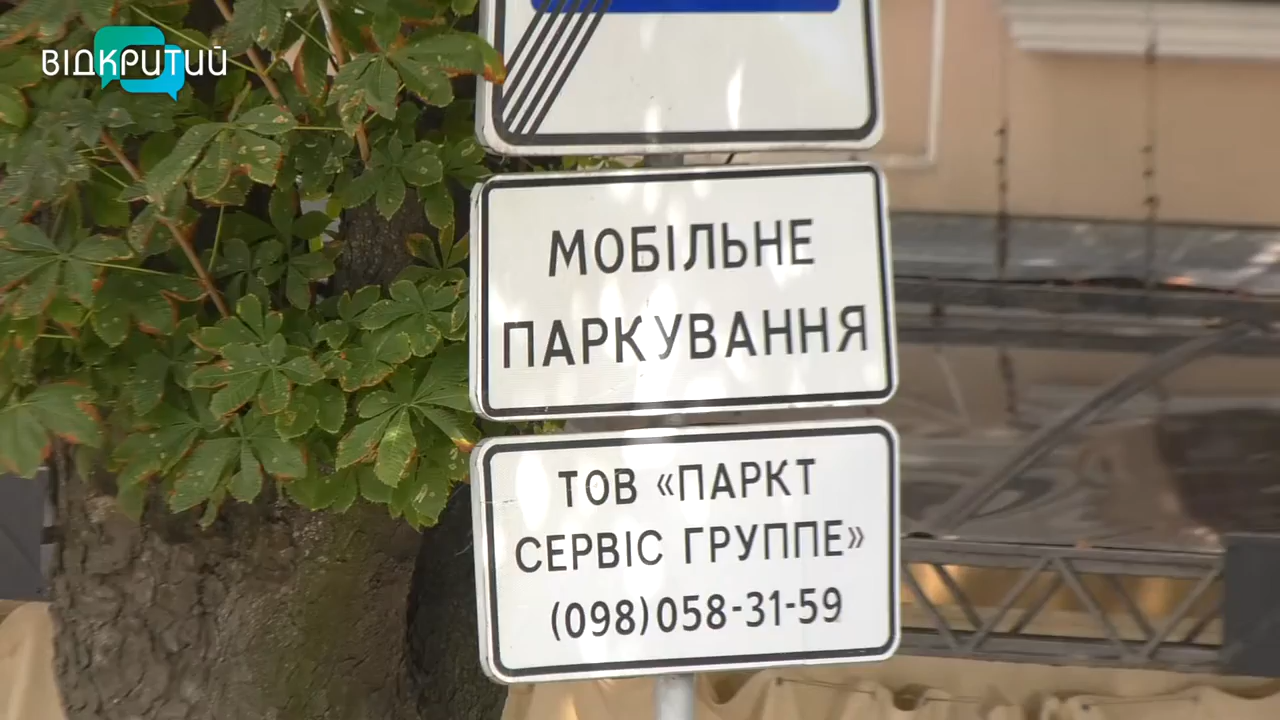 ВІДКРИТИЙ
МОБІЛЬНЕ
ПАРКУВАННЯ
ТОВ «ПАРКТ
СЕРВІС ГРУППЕ»
(098)058-31-59